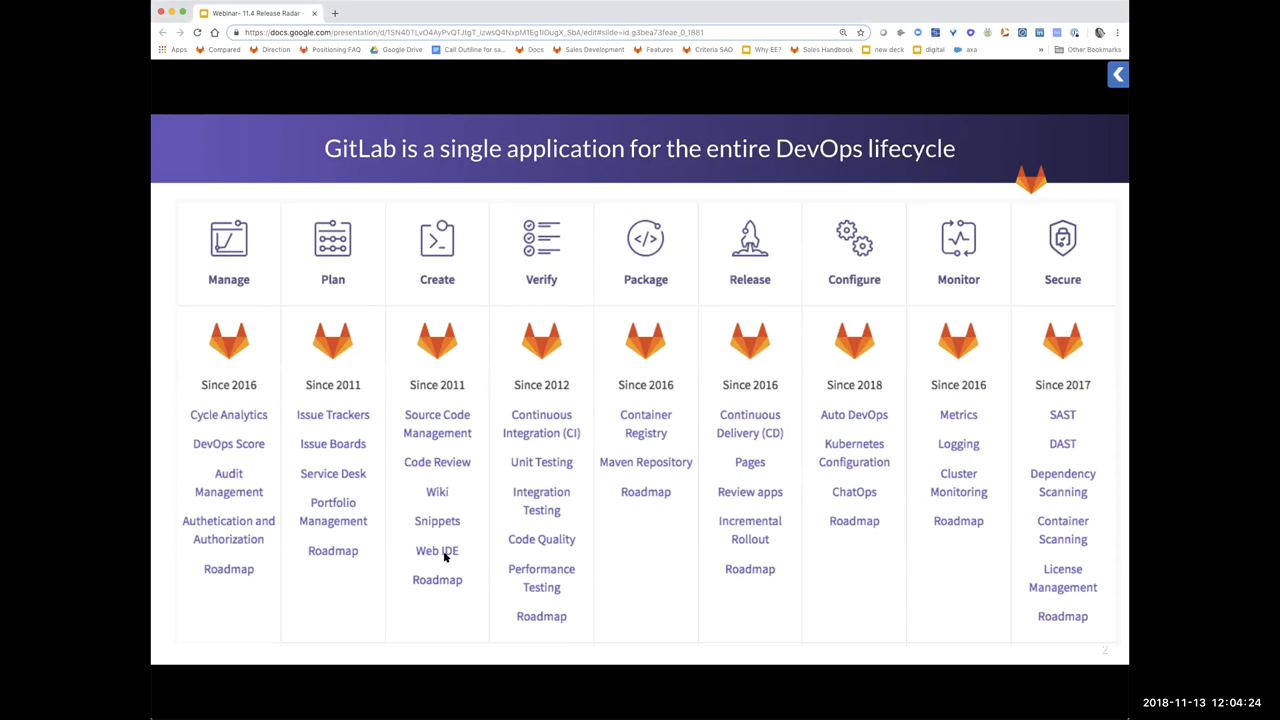 Webinar- 11.4 Release Radar
https://docs.google.com/presentation/d/1SN40TLvO4AyPvQTJtgT_izwsQ4NxpM1Eg1lOugX_SbA/edit#slide=id.g3bea73feae_0_1881
Apps Compared Direction Positioning FAQ Google Drive Call Outline for sa... Docs Sales Development Features Criteria SAO Why EE? Sales Handbook new deck digital axa » Other Bookmarks
GitLab is a single application for the entire DevOps lifecycle
Manage Plan Create Verify Package Release Configure Monitor Secure
Since 2016
Cycle Analytics
DevOps Score
Audit
Management
Authetication and
Authorization
Roadmap
Since 2011
Issue Trackers
Issue Boards
Service Desk
Portfolio
Management
Roadmap
Since 2011
Source Code
Management
Code Review
Wiki
Snippets
Web IDE
Roadmap
Since 2012
Continuous
Integration (CI)
Unit Testing
Integration
Testing
Code Quality
Performance
Testing
Roadmap
Since 2016
Container
Registry
Maven Repository
Roadmap
Since 2016
Continuous
Delivery (CD)
Pages
Review apps
Incremental
Rollout
Roadmap
Since 2018
Auto DevOps
Kubernetes
Configuration
ChatOps
Roadmap
Since 2016
Metrics
Logging
Cluster
Monitoring
Roadmap
Since 2017
SAST
DAST
Dependency
Scanning
Container
Scanning
License
Management
Roadmap
2
2018-11-13 12:04:24